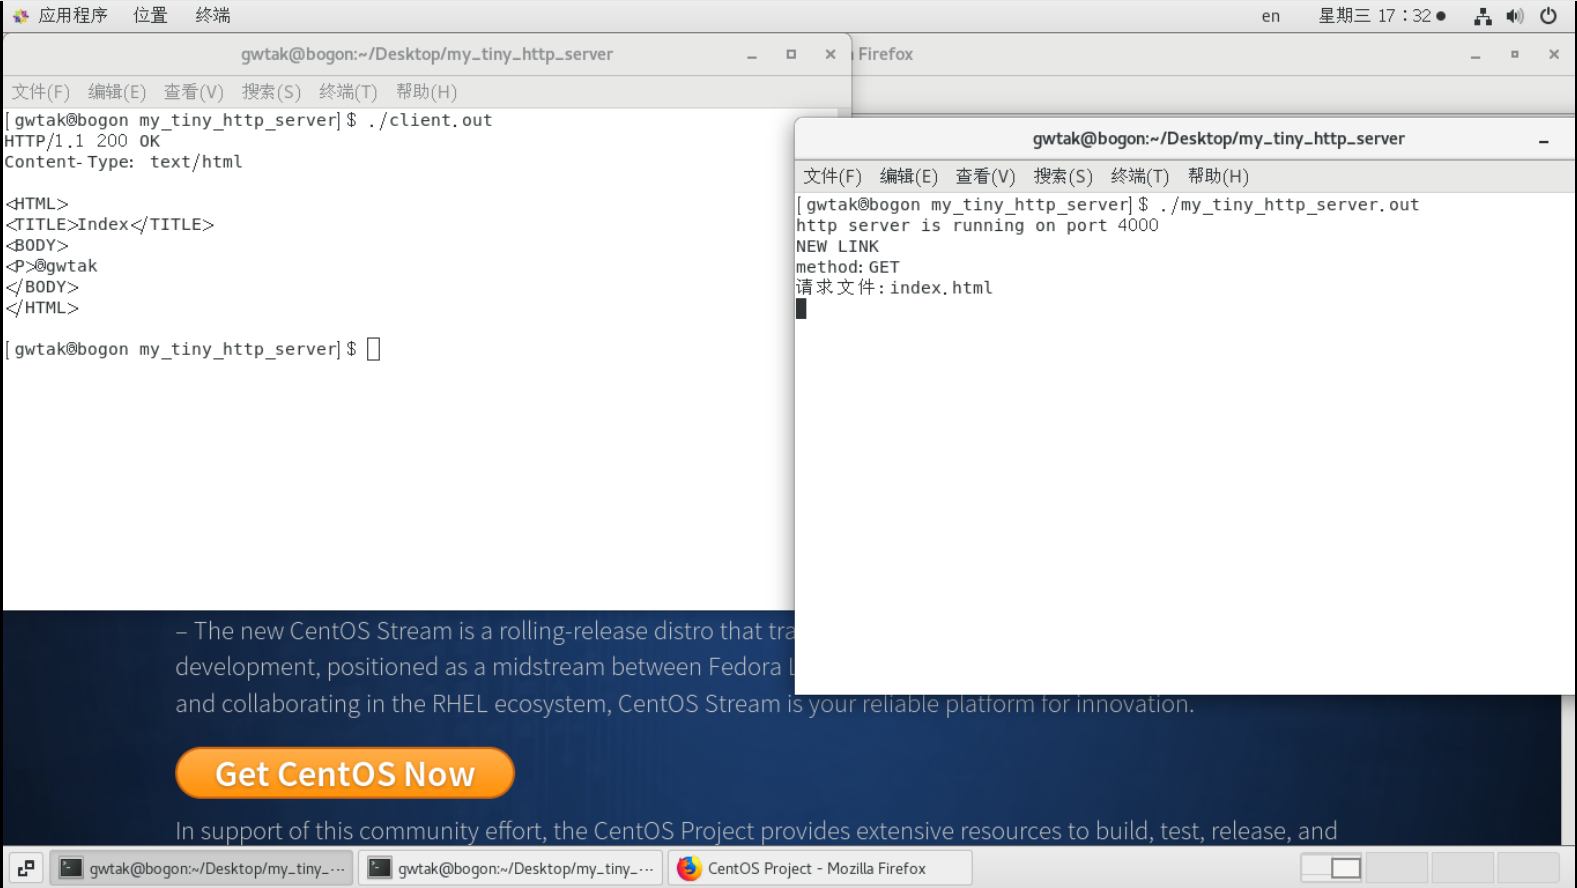 应用程序 位置 终端 en 星期三 17：32
gwtak@bogon:~/Desktop/my_tiny_http_server
文件(F) 编辑(E) 查看(V) 搜索(S) 终端(T) 帮助(H)
[gwtak@bogon my_tiny_http_server]$ ./client.out
HTTP/1.1 200 OK
Content-Type: text/html
<HTML>
<TITLE>Index</TITLE>
<BODY>
<P>@gwtak
</BODY>
</HTML>
[gwtak@bogon my_tiny_http_server]$
Firefox
gwtak@bogon:~/Desktop/my_tiny_http_server
文件(F) 编辑(E) 查看(V) 搜索(S) 终端(T) 帮助(H)
[gwtak@bogon my_tiny_http_server]$ ./my_tiny_http_server.out
http server is running on port 4000
NEW LINK
method:GET
请求文件:index.html
– The new CentOS Stream is a rolling-release distro that
development, positioned as a midstream between Fedora
and collaborating in the RHEL ecosystem, CentOS Stream is your reliable platform for innovation.
Get CentOS Now
In support of this community effort, the CentOS Project provides extensive resources to build, test, release, and
gwtak@bogon:~/Desktop/my_tiny_··· gwtak@bogon:~/Desktop/my_tiny_··· CentOS Project - Mozilla Firefox